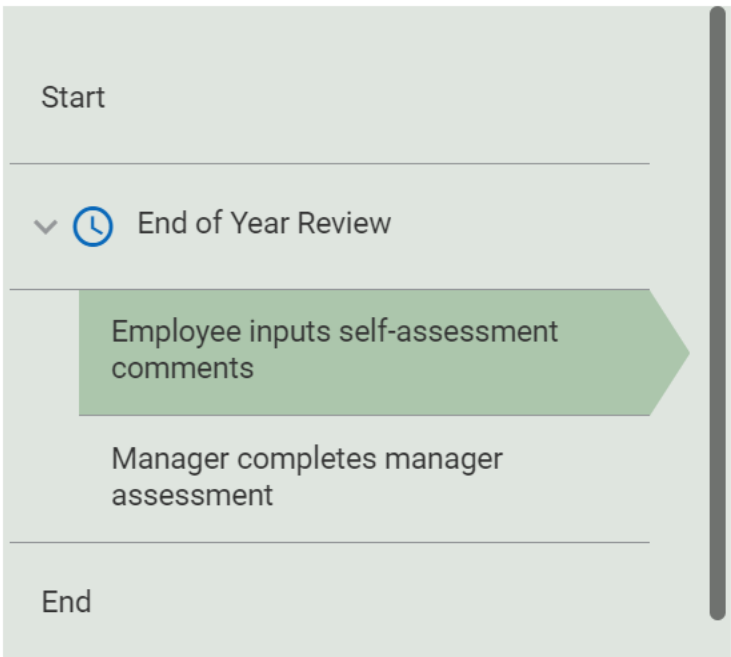 Start
End of Year Review
Employee inputs self-assessment
comments
Manager completes manager
assessment
End